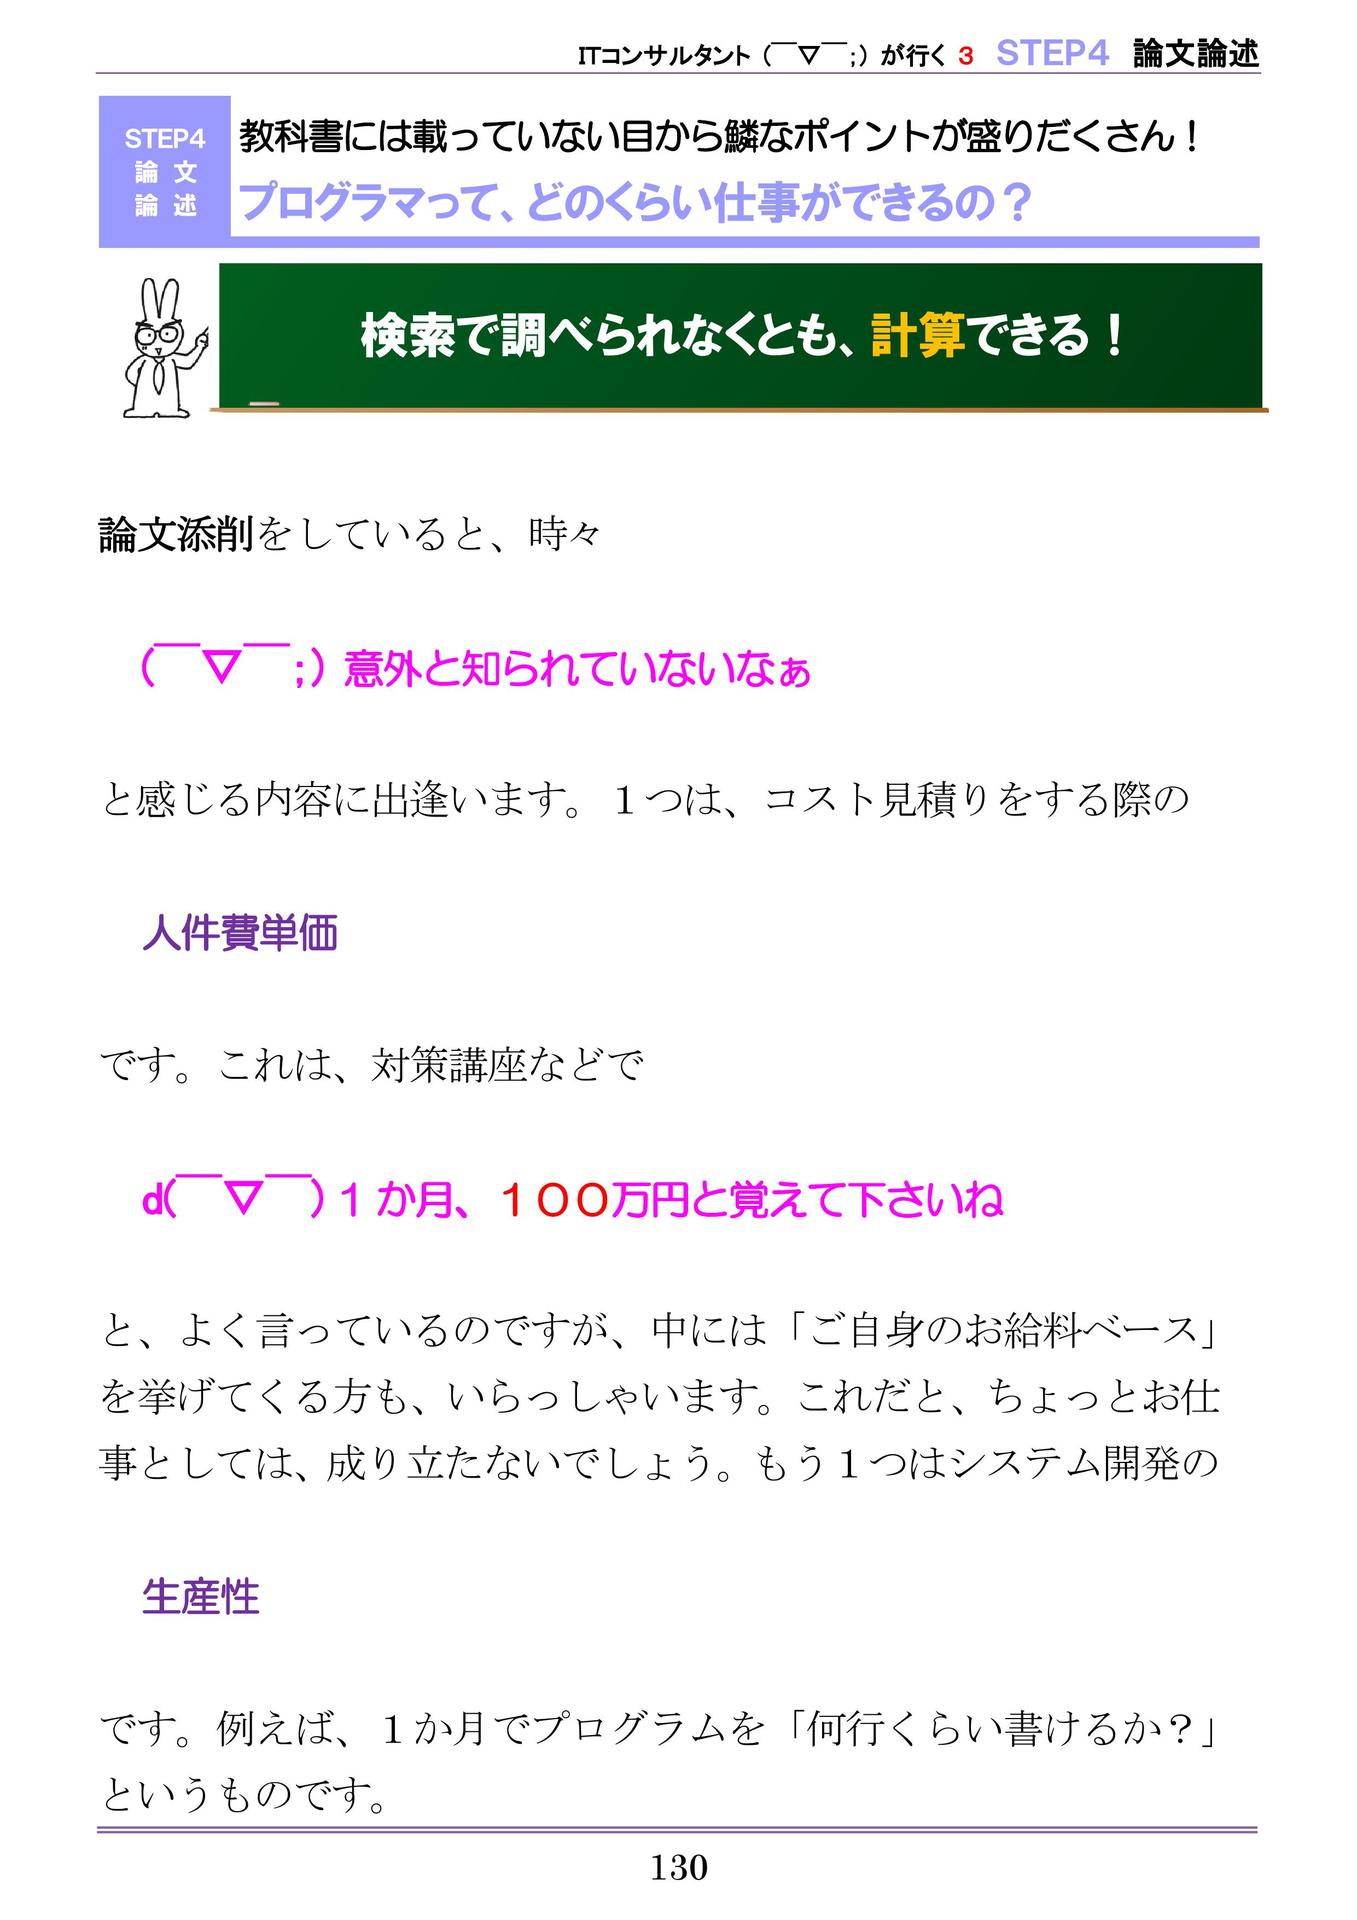 ITコンサルタント（￣▽￣；）が行く 3 STEP4 論文論述
STEP4
論 文
論 述
教科書には載っていない目から鱗なポイントが盛りだくさん！
プログラマって、どのくらい仕事ができるの？
検索で調べられなくとも、計算できる！
論文添削をしていると、時々
（￣▽￣；）意外と知られていないなぁ
と感じる内容に出逢います。１つは、コスト見積りをする際の
人件費単価
です。これは、対策講座などで
d(￣▽￣)１か月、１００万円と覚えて下さいね
と、よく言っているのですが、中には「ご自身のお給料ベース」
を挙げてくる方も、いらっしゃいます。これだと、ちょっとお仕
事としては、成り立たないでしょう。もう１つはシステム開発の
生産性
です。例えば、１か月でプログラムを「何行くらい書けるか？」
というものです。
130